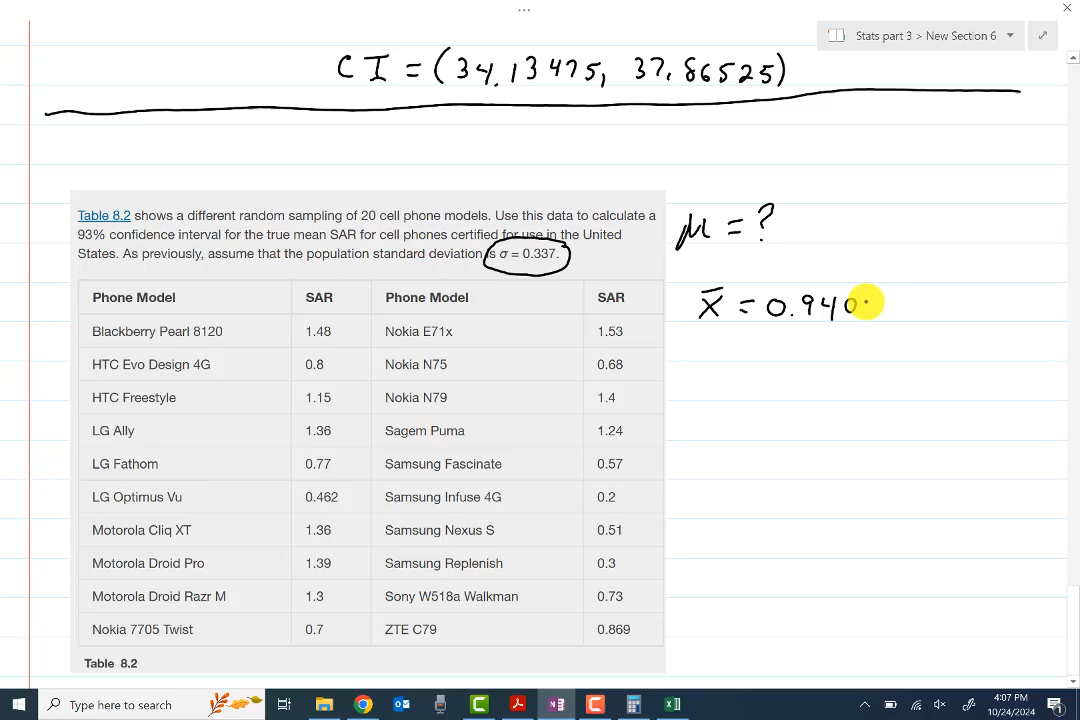 Stats part 3 > New Section 6
CI = (34.13475, 37.86525)
Table 8.2 shows a different random sampling of 20 cell phone models. Use this data to calculate a
93% confidence interval for the true mean SAR for cell phones certified for use in the United
States. As previously, assume that the population standard deviation is σ = 0.337.
μ = ?
x̄ = 0.940
Phone Model SAR Phone Model SAR
Blackberry Pearl 8120 1.48 Nokia E71x 1.53
HTC Evo Design 4G 0.8 Nokia N75 0.68
HTC Freestyle 1.15 Nokia N79 1.4
LG Ally 1.36 Sagem Puma 1.24
LG Fathom 0.77 Samsung Fascinate 0.57
LG Optimus Vu 0.462 Samsung Infuse 4G 0.2
Motorola Cliq XT 1.36 Samsung Nexus S 0.51
Motorola Droid Pro 1.39 Samsung Replenish 0.3
Motorola Droid Razr M 1.3 Sony W518a Walkman 0.73
Nokia 7705 Twist 0.7 ZTE C79 0.869
Table 8.2
Type here to search
4:07 PM
10/24/2024